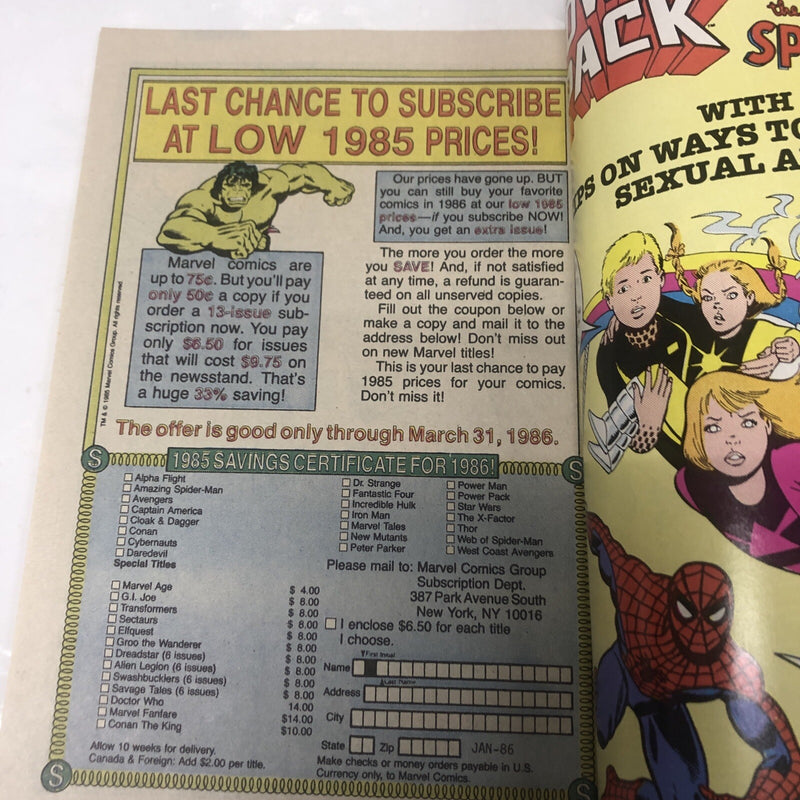 LAST CHANCE TO SUBSCRIBE
AT LOW 1985 PRICES!
Our prices have gone up. BUT
you can still buy your favorite
comics in 1986 at our low 1985
prices—if you subscribe NOW!
And, you get an extra issue!
Marvel comics are
up to 75¢. But you'll pay
only 50¢ a copy if you
order a 13-issue sub-
scription now. You pay
only $6.50 for issues
that will cost $9.75 on
the newsstand. That's
a huge 33% saving!
The more you order the more
you SAVE! And, if not satisfied
at any time, a refund is guaran-
teed on all unserved copies.
Fill out the coupon below or
make a copy and mail it to the
address below! Don't miss out
on new Marvel titles!
This is your last chance to pay
1985 prices for your comics.
Don't miss it!
TM & © 1985 Marvel Comics Group. All rights reserved
The offer is good only through March 31, 1986.
S
S
1985 SAVINGS CERTIFICATE FOR 1986!
Alpha Flight
Amazing Spider-Man
Avengers
Captain America
Cloak & Dagger
Conan
Cybernauts
Daredevil
Dr. Strange
Fantastic Four
Incredible Hulk
Iron Man
Marvel Tales
New Mutants
Peter Parker
Power Man
Power Pack
Star Wars
The X-Factor
Thor
Web of Spider-Man
West Coast Avengers
Special Titles
Marvel Age
G.I. Joe
Transformers
Sectaurs
Elfquest
Groo the Wanderer
Dreadstar (6 issues)
Alien Legion (6 issues)
Swashbucklers (6 issues)
Savage Tales (6 issues)
Doctor Who
Marvel Fanfare
Conan The King
$ 4.00
$ 8.00
$ 8.00
$ 8.00
$ 8.00
$ 8.00
$ 8.00
$ 8.00
$ 8.00
$ 8.00
14.00
$14.00
$10.00
Please mail to: Marvel Comics Group
Subscription Dept.
387 Park Avenue South
New York, NY 10016
I enclose $6.50 for each title
I choose.
First Initial
Name
Last Name
Address
City
State Zip JAN-86
Allow 10 weeks for delivery.
Canada & Foreign: Add $2.00 per title.
Make checks or money orders payable in U.S.
Currency only, to Marvel Comics.
S
S
PACK
the
SP
WITH
ON WAYS TO
SEXUAL